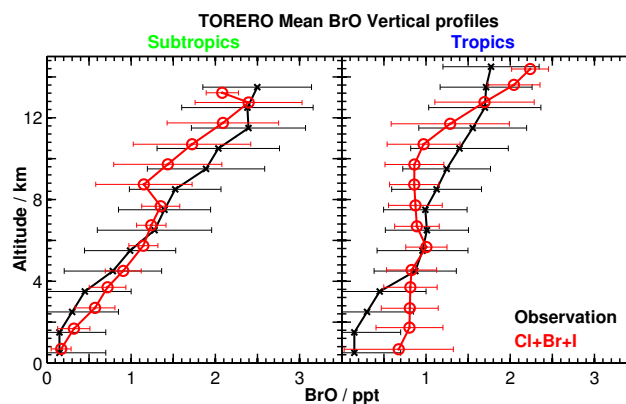 TORERO Mean BrO Vertical profiles
Subtropics Tropics
Altitude / km
12
8
4
0
Observation
Cl+Br+I
0 1 2 3 0 1 2 3
BrO / ppt